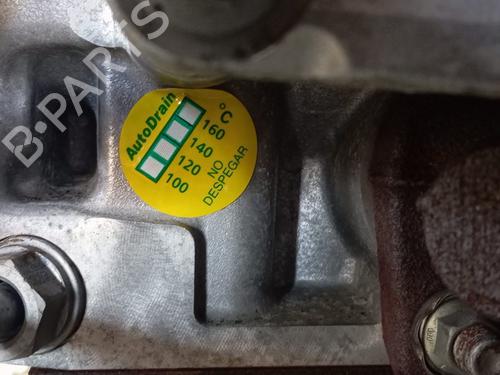 B-PARTS
AutoDrain
°C
160
140
120
100
NO
DESPEGAR